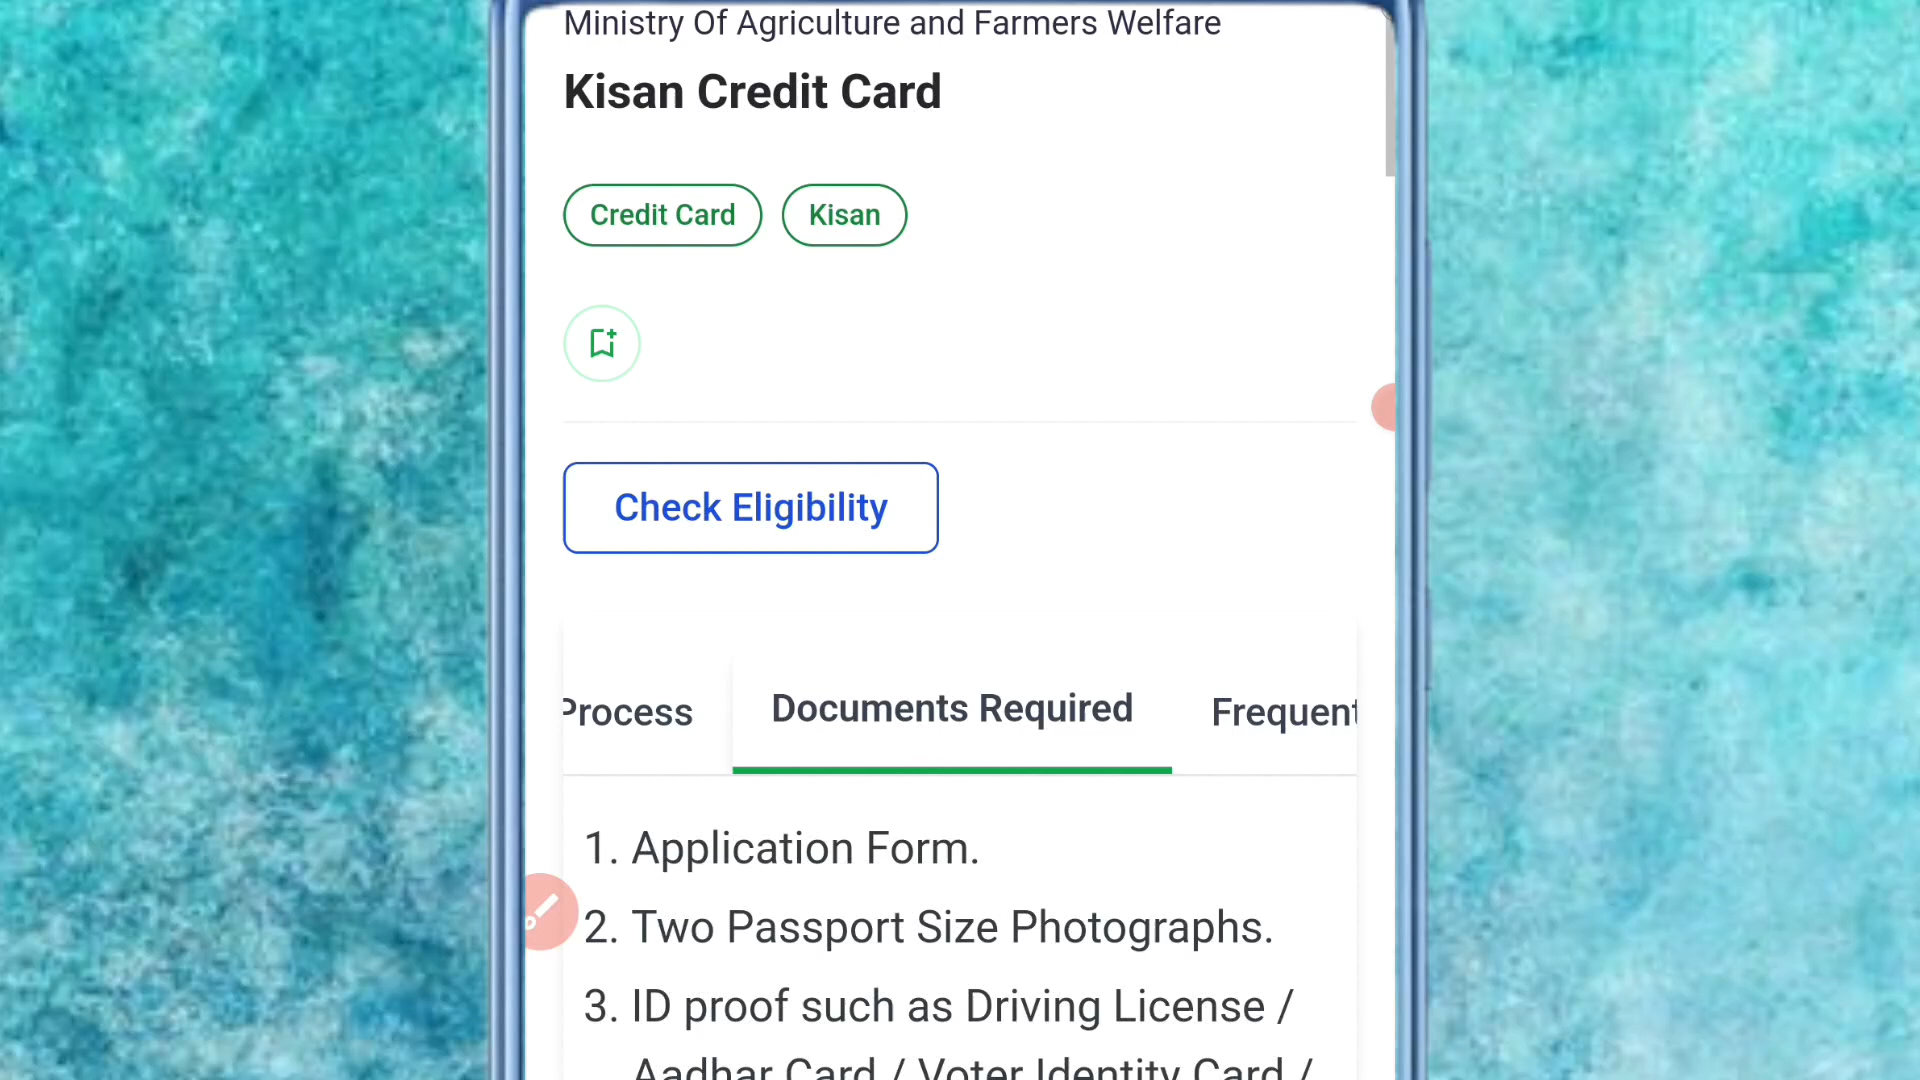 Ministry Of Agriculture and Farmers Welfare
Kisan Credit Card
Credit Card Kisan
Check Eligibility
Process Documents Required Frequent
1. Application Form.
2. Two Passport Size Photographs.
3. ID proof such as Driving License /
Aadhar Card / Voter Identity Card /